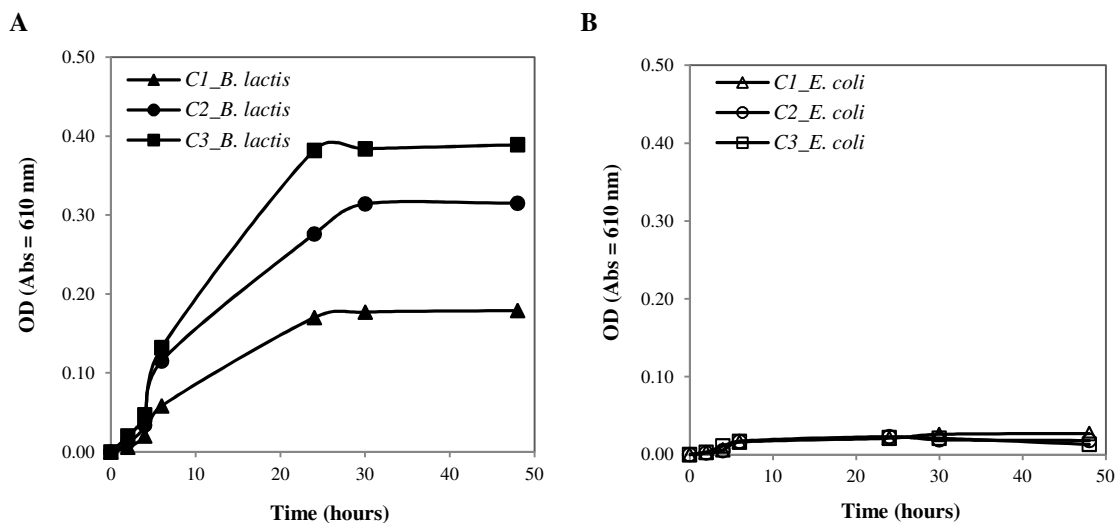 A
0.50
0.40
0.30
0.20
0.10
0.00
OD (Abs = 610 nm)
C1_B. lactis
C2_B. lactis
C3_B. lactis
0 10 20 30 40 50
Time (hours)
B
0.50
0.40
0.30
0.20
0.10
0.00
OD (Abs = 610 nm)
C1_E. coli
C2_E. coli
C3_E. coli
0 10 20 30 40 50
Time (hours)